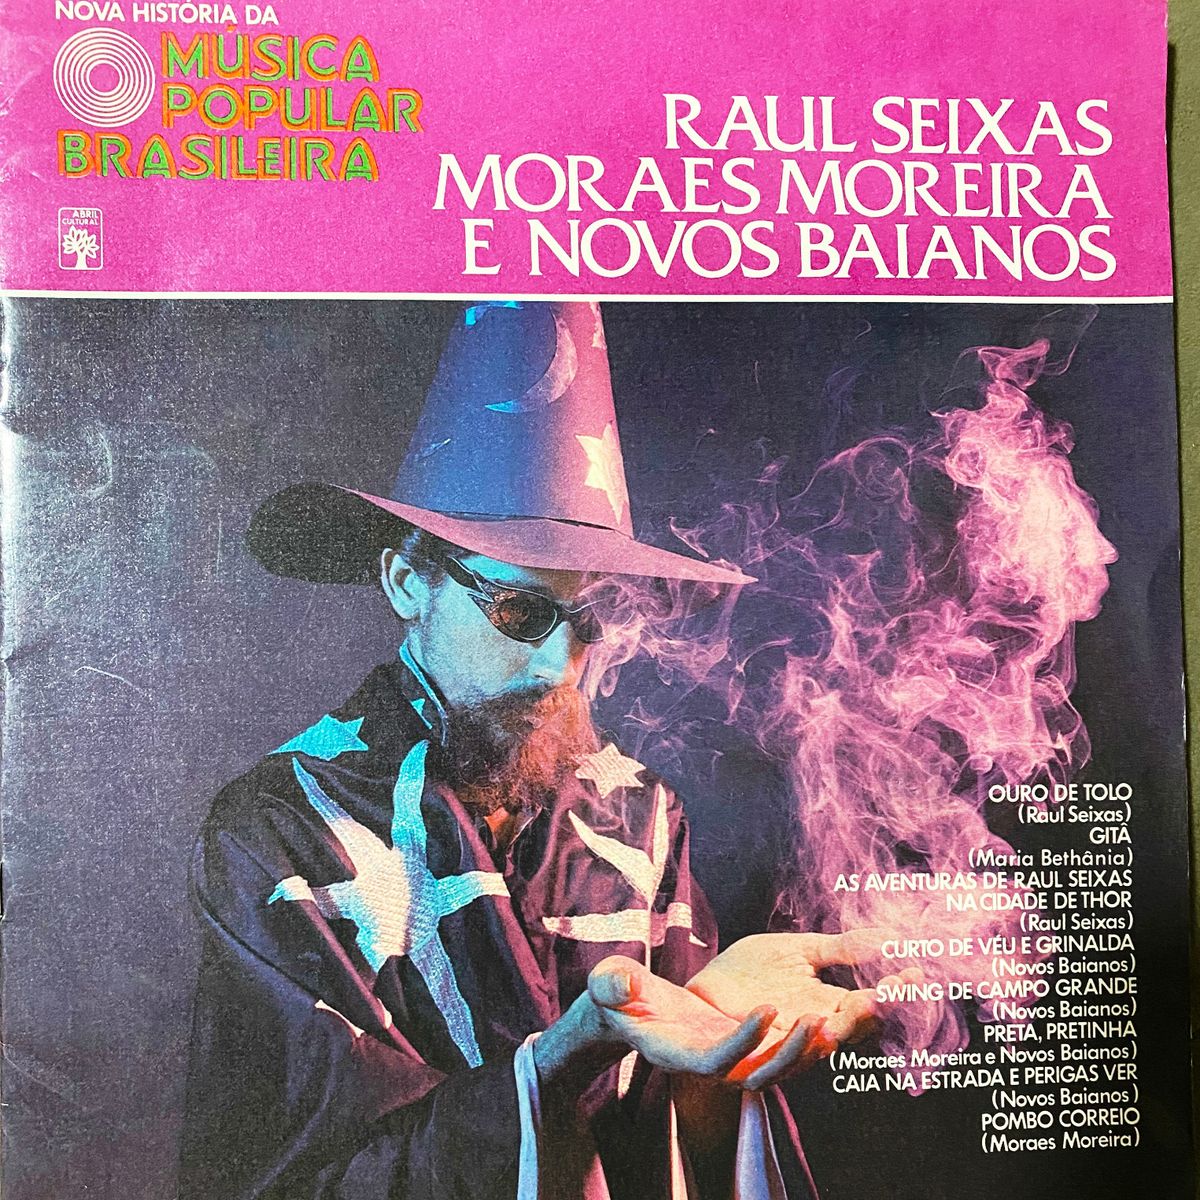 NOVA HISTÓRIA DA
MÚSICA
POPULAR
BRASILEIRA
ABRIL
CULTURAL
RAUL SEIXAS
MORAES MOREIRA
E NOVOS BAIANOS
OURO DE TOLO
(Raul Seixas)
GITÂ
(Maria Bethânia)
AS AVENTURAS DE RAUL SEIXAS
NA CIDADE DE THOR
(Raul Seixas)
CURTO DE VÉU E GRINALDA
(Novos Baianos)
SWING DE CAMPO GRANDE
(Novos Baianos)
PRETA, PRETINHA
(Moraes Moreira e Novos Baianos)
CAIA NA ESTRADA E PERIGAS VER
(Novos Baianos)
POMBO CORREIO
(Moraes Moreira)